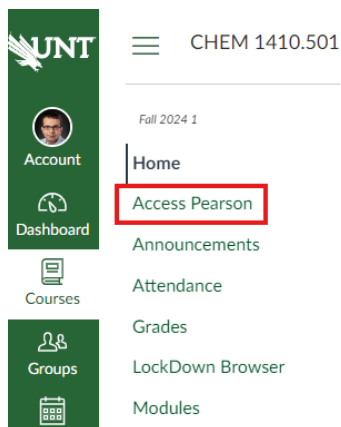 UNT
Account
Dashboard
Courses
Groups
CHEM 1410.501
Fall 2024 1
Home
Access Pearson
Announcements
Attendance
Grades
LockDown Browser
Modules